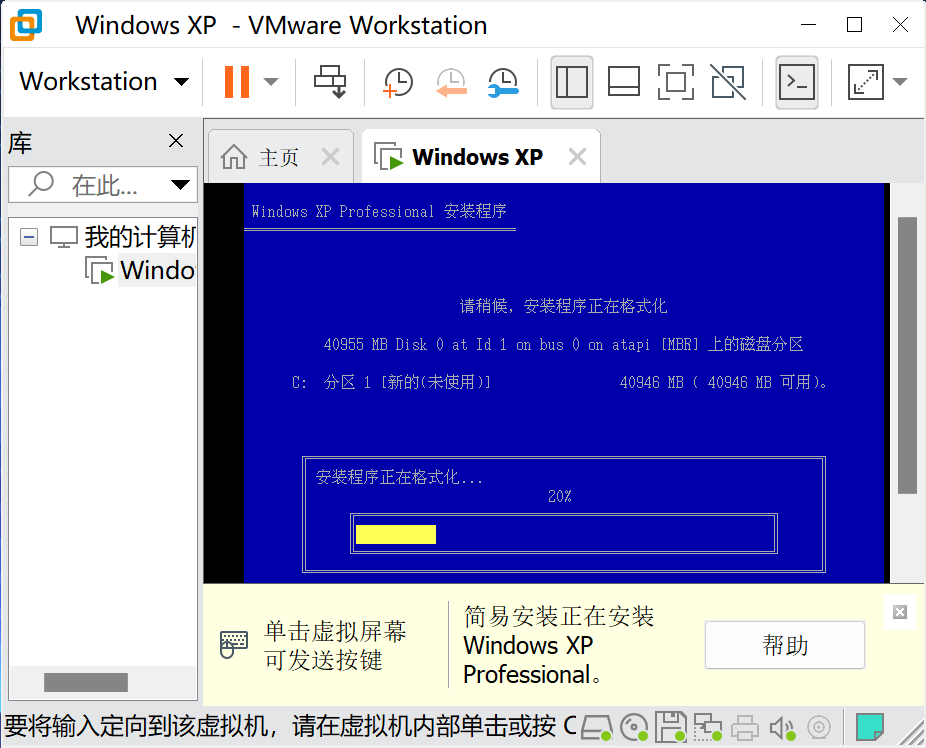 Windows XP - VMware Workstation
Workstation
库
在此...
主页
Windows XP
我的计算机
Windo
Windows XP Professional 安装程序
请稍候，安装程序正在格式化
40955 MB Disk 0 at Id 1 on bus 0 on atapi [MBR] 上的磁盘分区
C: 分区 1 [新的(未使用)] 40946 MB ( 40946 MB 可用)。
安装程序正在格式化...
20%
单击虚拟屏幕
可发送按键
简易安装正在安装
Windows XP
Professional。
帮助
要将输入定向到该虚拟机，请在虚拟机内部单击或按 C